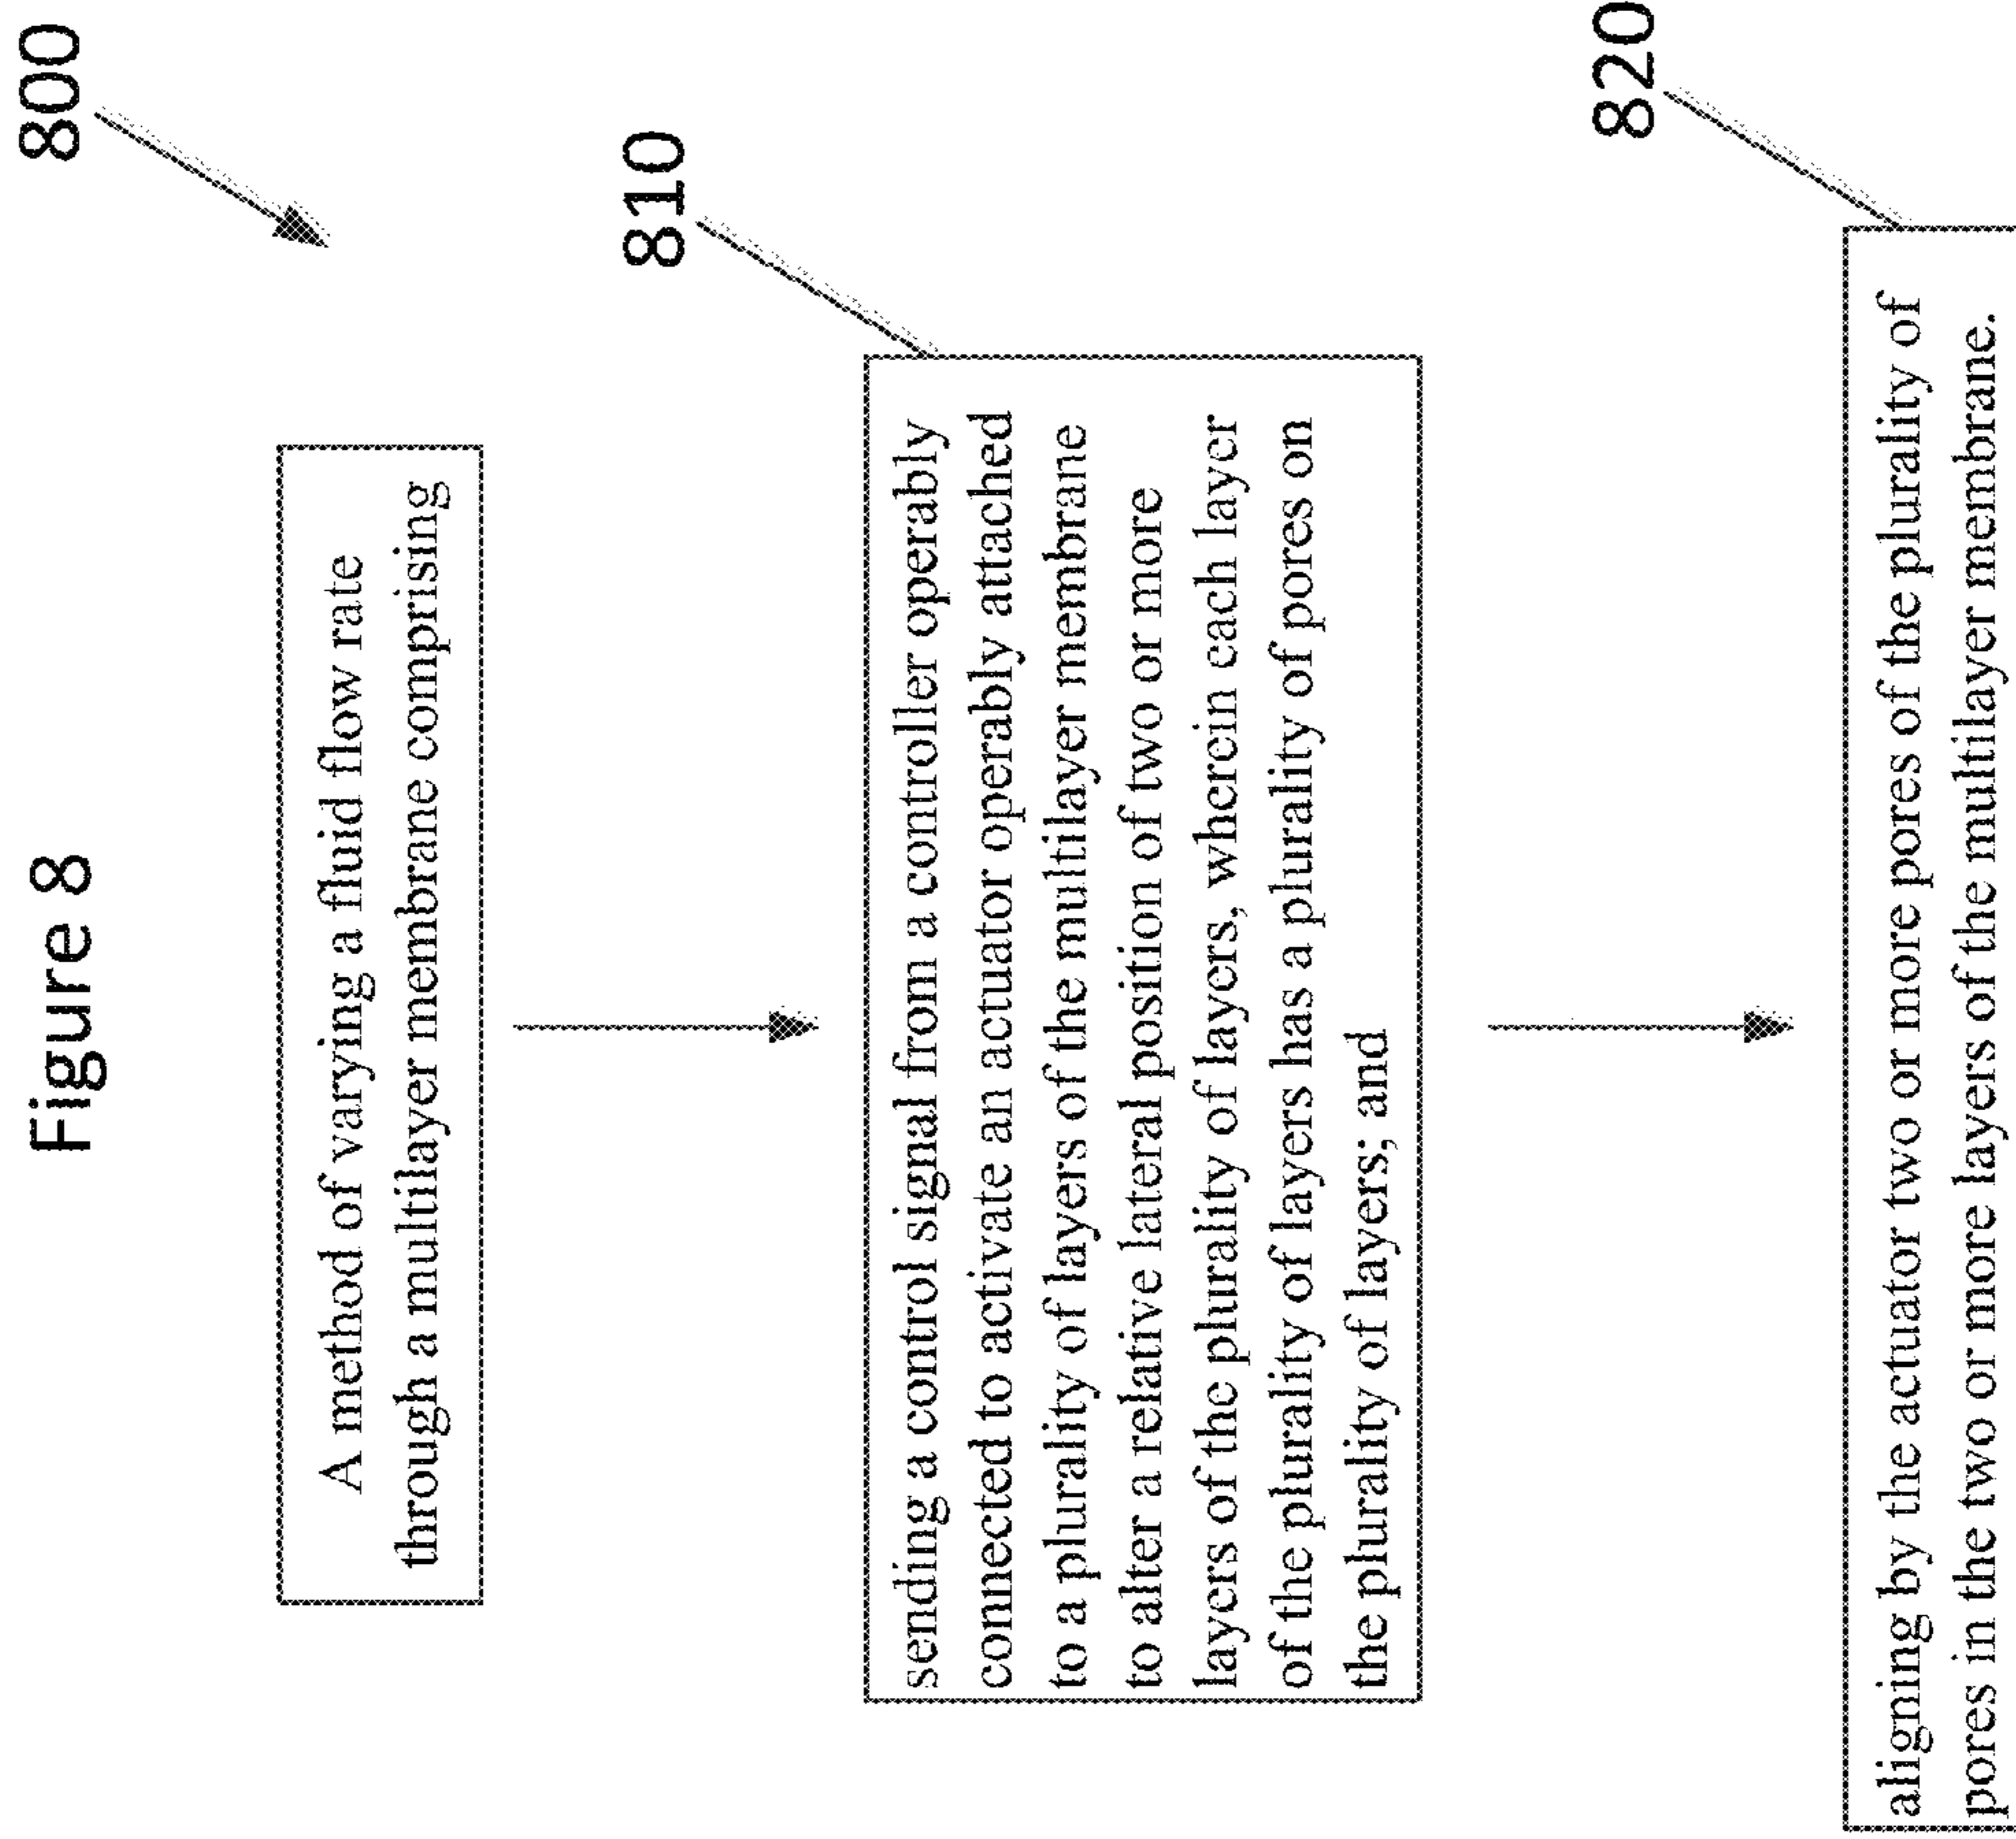 Figure 8
800
A method of varying a fluid flow rate
through a multilayer membrane comprising
810
sending a control signal from a controller operably
connected to activate an actuator operably attached
to a plurality of layers of the multilayer membrane
to alter a relative lateral position of two or more
layers of the plurality of layers, wherein each layer
of the plurality of layers has a plurality of pores on
the plurality of layers; and
820
aligning by the actuator two or more pores of the plurality of
pores in the two or more layers of the multilayer membrane.